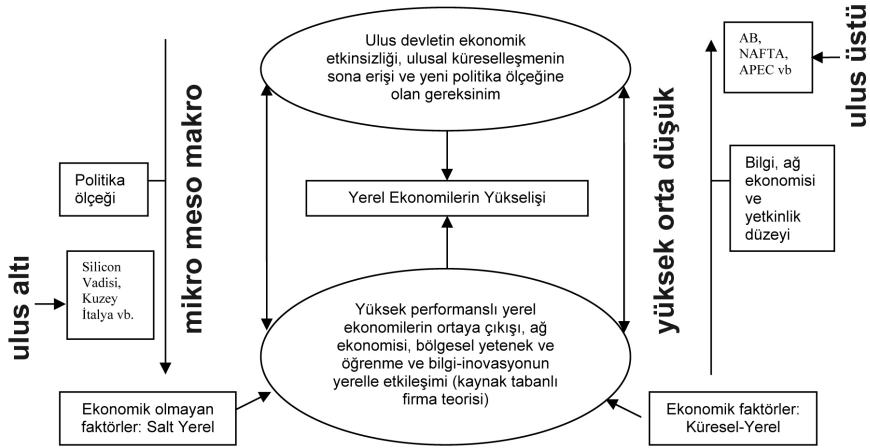 Ulus devletin ekonomik
etkinsizliği, ulusal küreselleşmenin
sona erişi ve yeni politika ölçeğine
olan gereksinim
AB,
NAFTA,
APEC vb
ulus üstü
mikro meso makro
yüksek orta düşük
Politika
ölçeği
Yerel Ekonomilerin Yükselişi
Bilgi, ağ
ekonomisi
ve
yetkinlik
düzeyi
ulus altı
Silicon
Vadisi,
Kuzey
İtalya vb.
Yüksek performanslı yerel
ekonomilerin ortaya çıkışı, ağ
ekonomisi, bölgesel yetenek ve
öğrenme ve bilgi-inovasyonun
yerelle etkileşimi (kaynak tabanlı
firma teorisi)
Ekonomik olmayan
faktörler: Salt Yerel
Ekonomik faktörler:
Küresel-Yerel